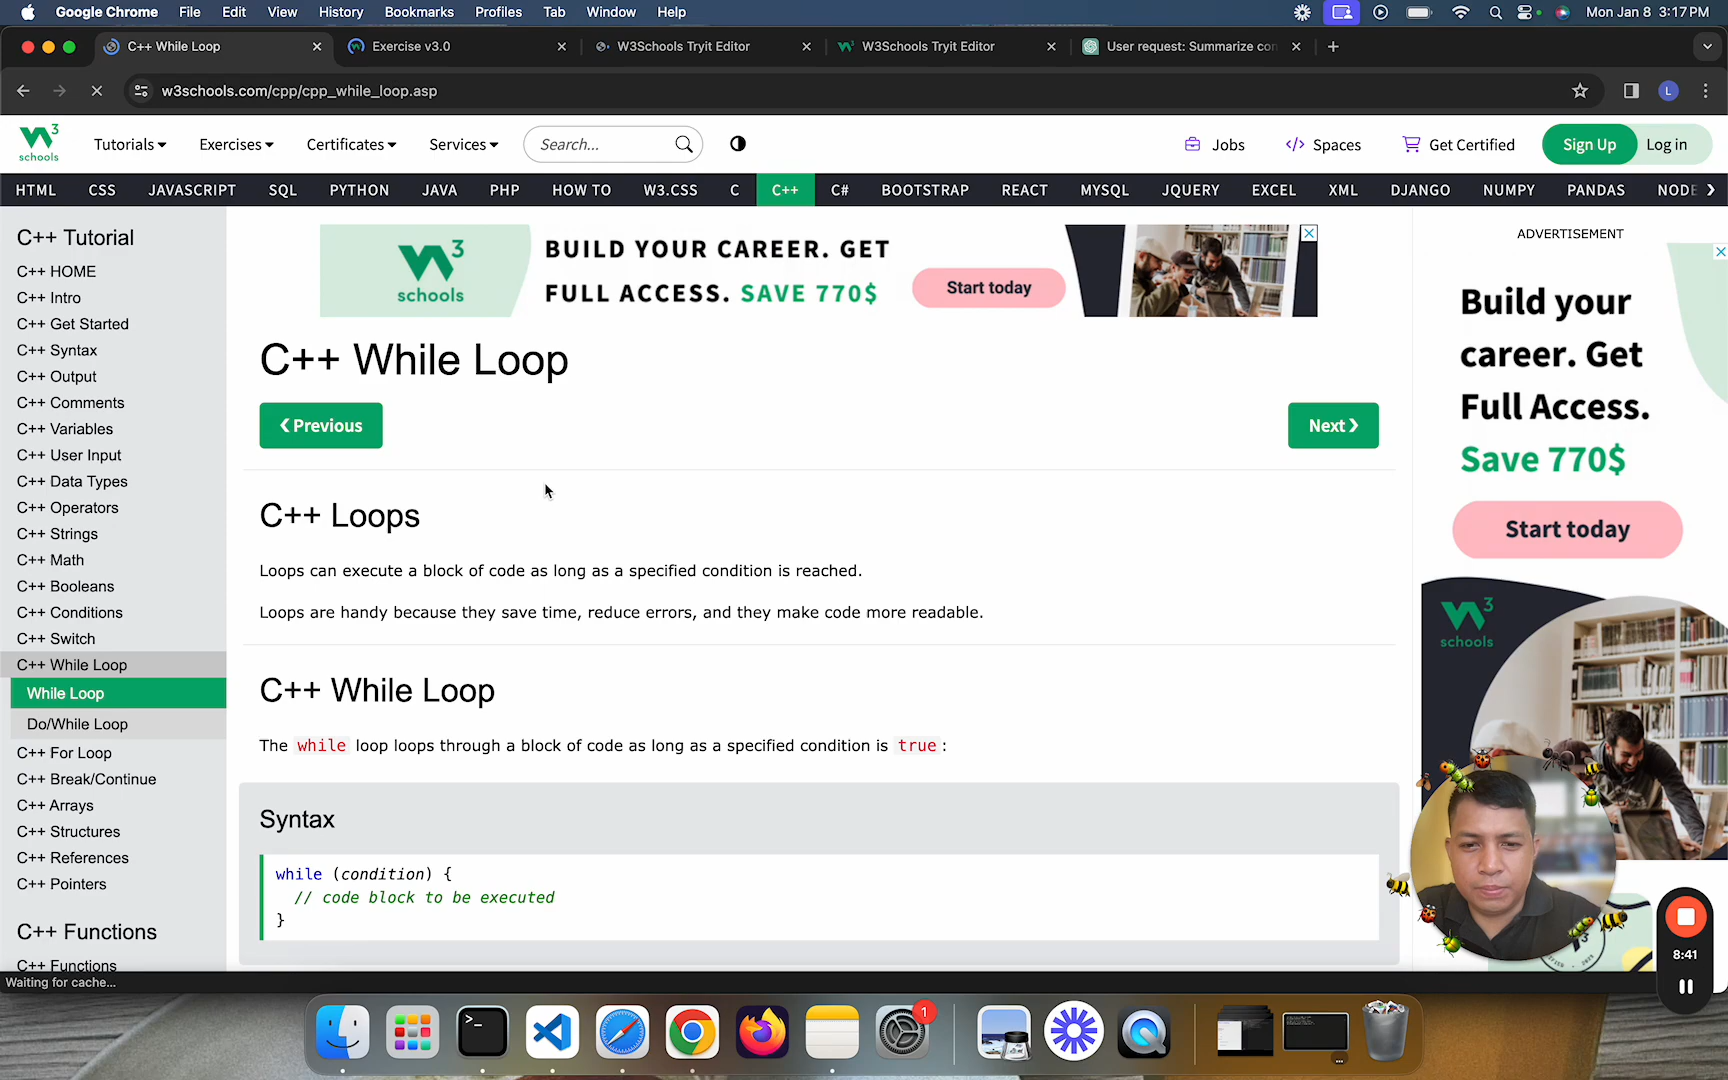 Google Chrome File Edit View History Bookmarks Profiles Tab Window Help
Mon Jan 8 3:17 PM
C++ While Loop
Exercise v3.0
W3Schools Tryit Editor
W3Schools Tryit Editor
User request: Summarize con
w3schools.com/cpp/cpp_while_loop.asp
L
W3 schools
Tutorials
Exercises
Certificates
Services
Search...
Jobs
Spaces
Get Certified
Sign Up
Log in
HTML CSS JAVASCRIPT SQL PYTHON JAVA PHP HOW TO W3.CSS C C++ C# BOOTSTRAP REACT MYSQL JQUERY EXCEL XML DJANGO NUMPY PANDAS NODE ❯
C++ Tutorial
C++ HOME
C++ Intro
C++ Get Started
C++ Syntax
C++ Output
C++ Comments
C++ Variables
C++ User Input
C++ Data Types
C++ Operators
C++ Strings
C++ Math
C++ Booleans
C++ Conditions
C++ Switch
C++ While Loop
While Loop
Do/While Loop
C++ For Loop
C++ Break/Continue
C++ Arrays
C++ Structures
C++ References
C++ Pointers
C++ Functions
C++ Functions
Waiting for cache...
W3 schools
BUILD YOUR CAREER. GET
FULL ACCESS. SAVE 770$
Start today
C++ While Loop
❮ Previous
Next ❯
C++ Loops
Loops can execute a block of code as long as a specified condition is reached.
Loops are handy because they save time, reduce errors, and they make code more readable.
C++ While Loop
The while loop loops through a block of code as long as a specified condition is true:
Syntax
while (condition) {
// code block to be executed
}
ADVERTISEMENT
Build your
career. Get
Full Access.
Save 770$
Start today
W3 schools
8:41
1